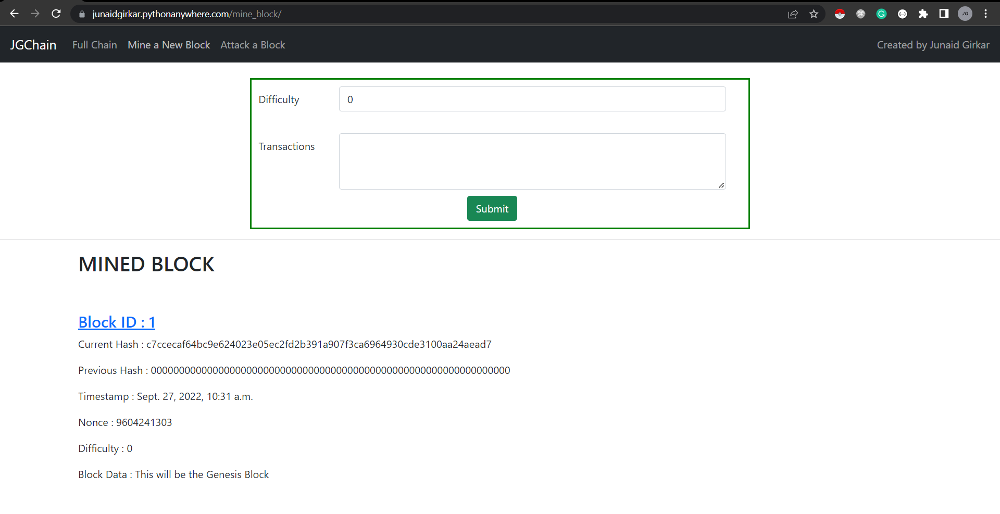 junaidgirkar.pythonanywhere.com/mine_block/
JG
JGChain Full Chain Mine a New Block Attack a Block Created by Junaid Girkar
Difficulty 0
Transactions
Submit
MINED BLOCK
Block ID : 1
Current Hash : c7ccecaf64bc9e624023e05ec2fd2b391a907f3ca6964930cde3100aa24aead7
Previous Hash : 0000000000000000000000000000000000000000000000000000000000000000
Timestamp : Sept. 27, 2022, 10:31 a.m.
Nonce : 9604241303
Difficulty : 0
Block Data : This will be the Genesis Block